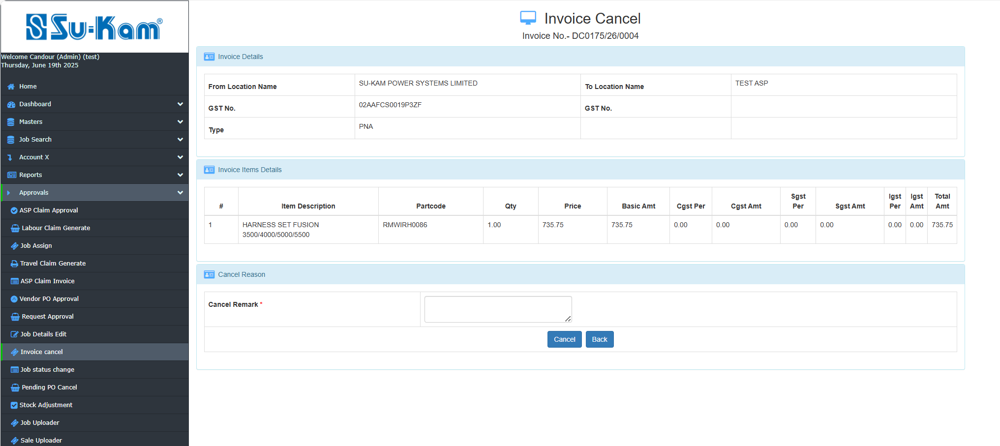 Su-Kam®
Welcome Candour (Admin) (test)
Thursday, June 19th 2025
Home
Dashboard
Masters
Job Search
Account X
Reports
Approvals
ASP Claim Approval
Labour Claim Generate
Job Assign
Travel Claim Generate
ASP Claim Invoice
Vendor PO Approval
Request Approval
Job Details Edit
Invoice cancel
Job status change
Pending PO Cancel
Stock Adjustment
Job Uploader
Sale Uploader
Invoice Cancel
Invoice No.- DC0175/26/0004
Invoice Details
From Location Name SU-KAM POWER SYSTEMS LIMITED To Location Name TEST ASP
GST No. 02AAFCS0019P3ZF GST No.
Type PNA
Invoice Items Details
# Item Description Partcode Qty Price Basic Amt Cgst Per Cgst Amt Sgst Per Sgst Amt Igst Per Igst Amt Total Amt
1 HARNESS SET FUSION 3500/4000/5000/5500 RMWIRH0086 1.00 735.75 735.75 0.00 0.00 0.00 0.00 0.00 0.00 735.75
Cancel Reason
Cancel Remark *
Cancel Back